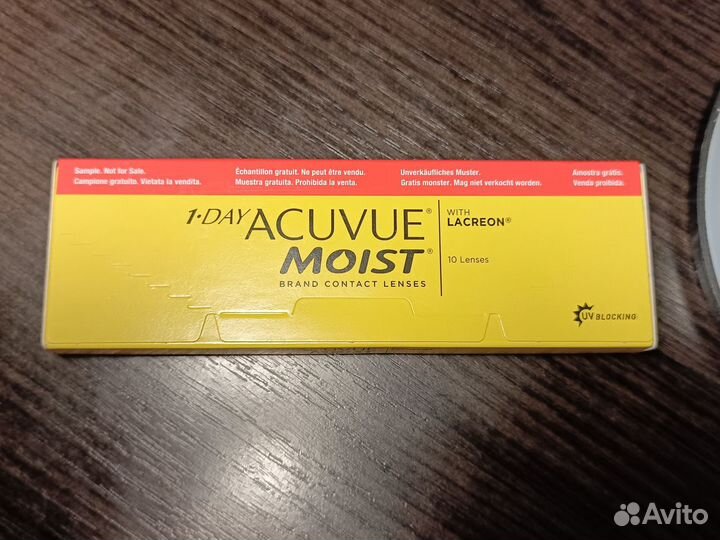 Sample. Not for Sale.
Campione gratuito. Vietata la vendita.
Échantillon gratuit. Ne peut être vendu.
Muestra gratuita. Prohibida la venta.
Unverkäufliches Muster.
Gratis monster. Mag niet verkocht worden.
Amostra grátis.
Venda proibida.
1·DAY ACUVUE®
MOIST®
BRAND CONTACT LENSES
WITH
LACREON®
10 Lenses
UV BLOCKING
Avito